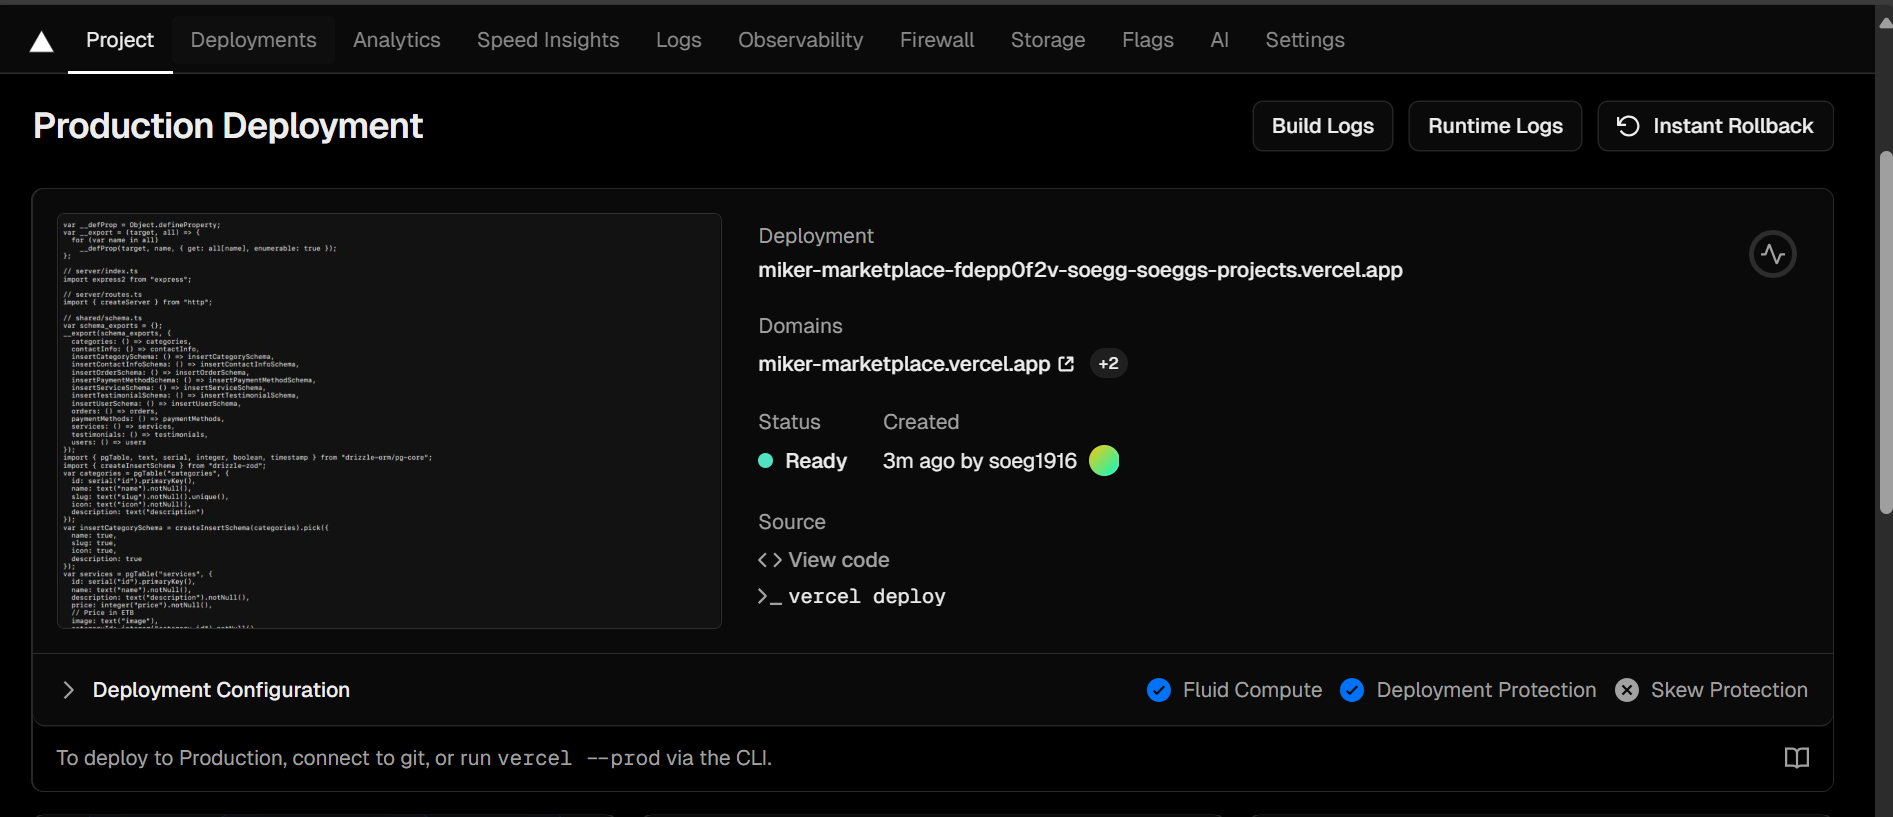 Project Deployments Analytics Speed Insights Logs Observability Firewall Storage Flags AI Settings
Production Deployment
Build Logs Runtime Logs Instant Rollback
var __defProp = Object.defineProperty;
var __export = (target, all) => {
for (var name in all)
__defProp(target, name, { get: all[name], enumerable: true });
};
// server/index.ts
import express2 from "express";
// server/routes.ts
import { createServer } from "http";
// shared/schema.ts
var schema_exports = {};
__export(schema_exports, {
categories: () => categories,
contactInfo: () => contactInfo,
insertCategorySchema: () => insertCategorySchema,
insertContactInfoSchema: () => insertContactInfoSchema,
insertOrderSchema: () => insertOrderSchema,
insertPaymentMethodSchema: () => insertPaymentMethodSchema,
insertServiceSchema: () => insertServiceSchema,
insertTestimonialSchema: () => insertTestimonialSchema,
insertUserSchema: () => insertUserSchema,
orders: () => orders,
paymentMethods: () => paymentMethods,
services: () => services,
testimonials: () => testimonials,
users: () => users
});
import { pgTable, text, serial, integer, boolean, timestamp } from "drizzle-orm/pg-core";
import { createInsertSchema } from "drizzle-zod";
var categories = pgTable("categories", {
id: serial("id").primaryKey(),
name: text("name").notNull(),
slug: text("slug").notNull().unique(),
icon: text("icon").notNull(),
description: text("description")
});
var insertCategorySchema = createInsertSchema(categories).pick({
name: true,
slug: true,
icon: true,
description: true
});
var services = pgTable("services", {
id: serial("id").primaryKey(),
name: text("name").notNull(),
description: text("description").notNull(),
price: integer("price").notNull(),
// Price in ETB
image: text("image"),
Deployment
miker-marketplace-fdepp0f2v-soegg-soeggs-projects.vercel.app
Domains
miker-marketplace.vercel.app +2
Status Created
Ready 3m ago by soeg1916
Source
<> View code
>_ vercel deploy
Deployment Configuration Fluid Compute Deployment Protection Skew Protection
To deploy to Production, connect to git, or run vercel --prod via the CLI.